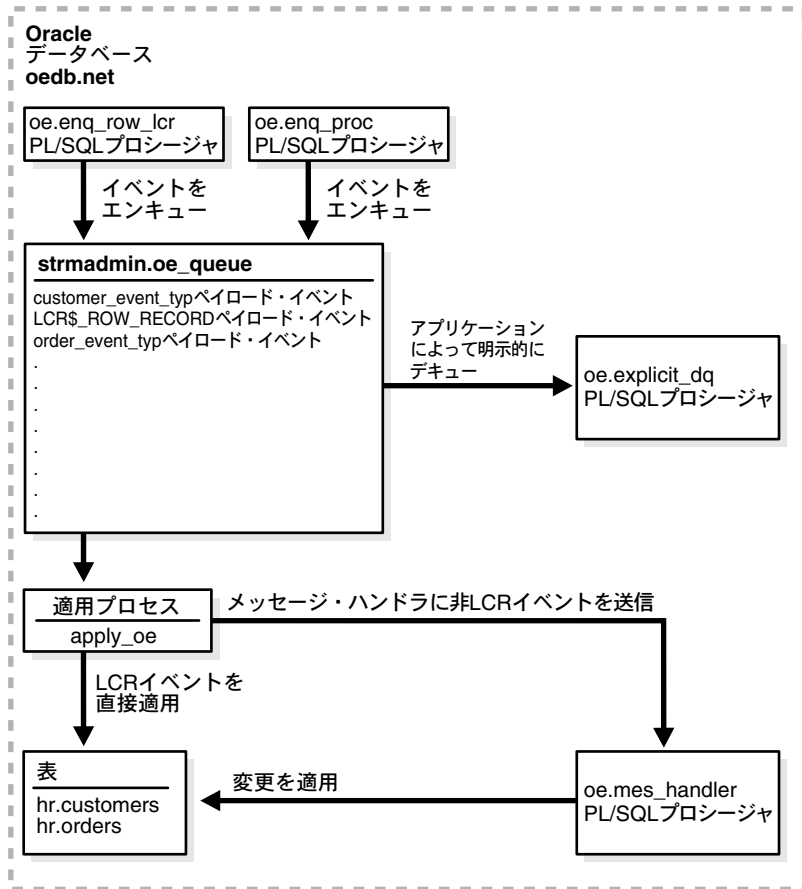 Oracle
データベース
oedb.net
oe.enq_row_lcr
PL/SQLプロシージャ
oe.enq_proc
PL/SQLプロシージャ
イベントを
エンキュー
イベントを
エンキュー
strmadmin.oe_queue
customer_event_typペイロード・イベント
LCR$_ROW_RECORDペイロード・イベント
order_event_typペイロード・イベント
.
.
.
.
.
.
.
.
アプリケーション
によって明示的に
デキュー
oe.explicit_dq
PL/SQLプロシージャ
適用プロセス
apply_oe
メッセージ・ハンドラに非LCRイベントを送信
LCRイベントを
直接適用
表
hr.customers
hr.orders
変更を適用
oe.mes_handler
PL/SQLプロシージャ